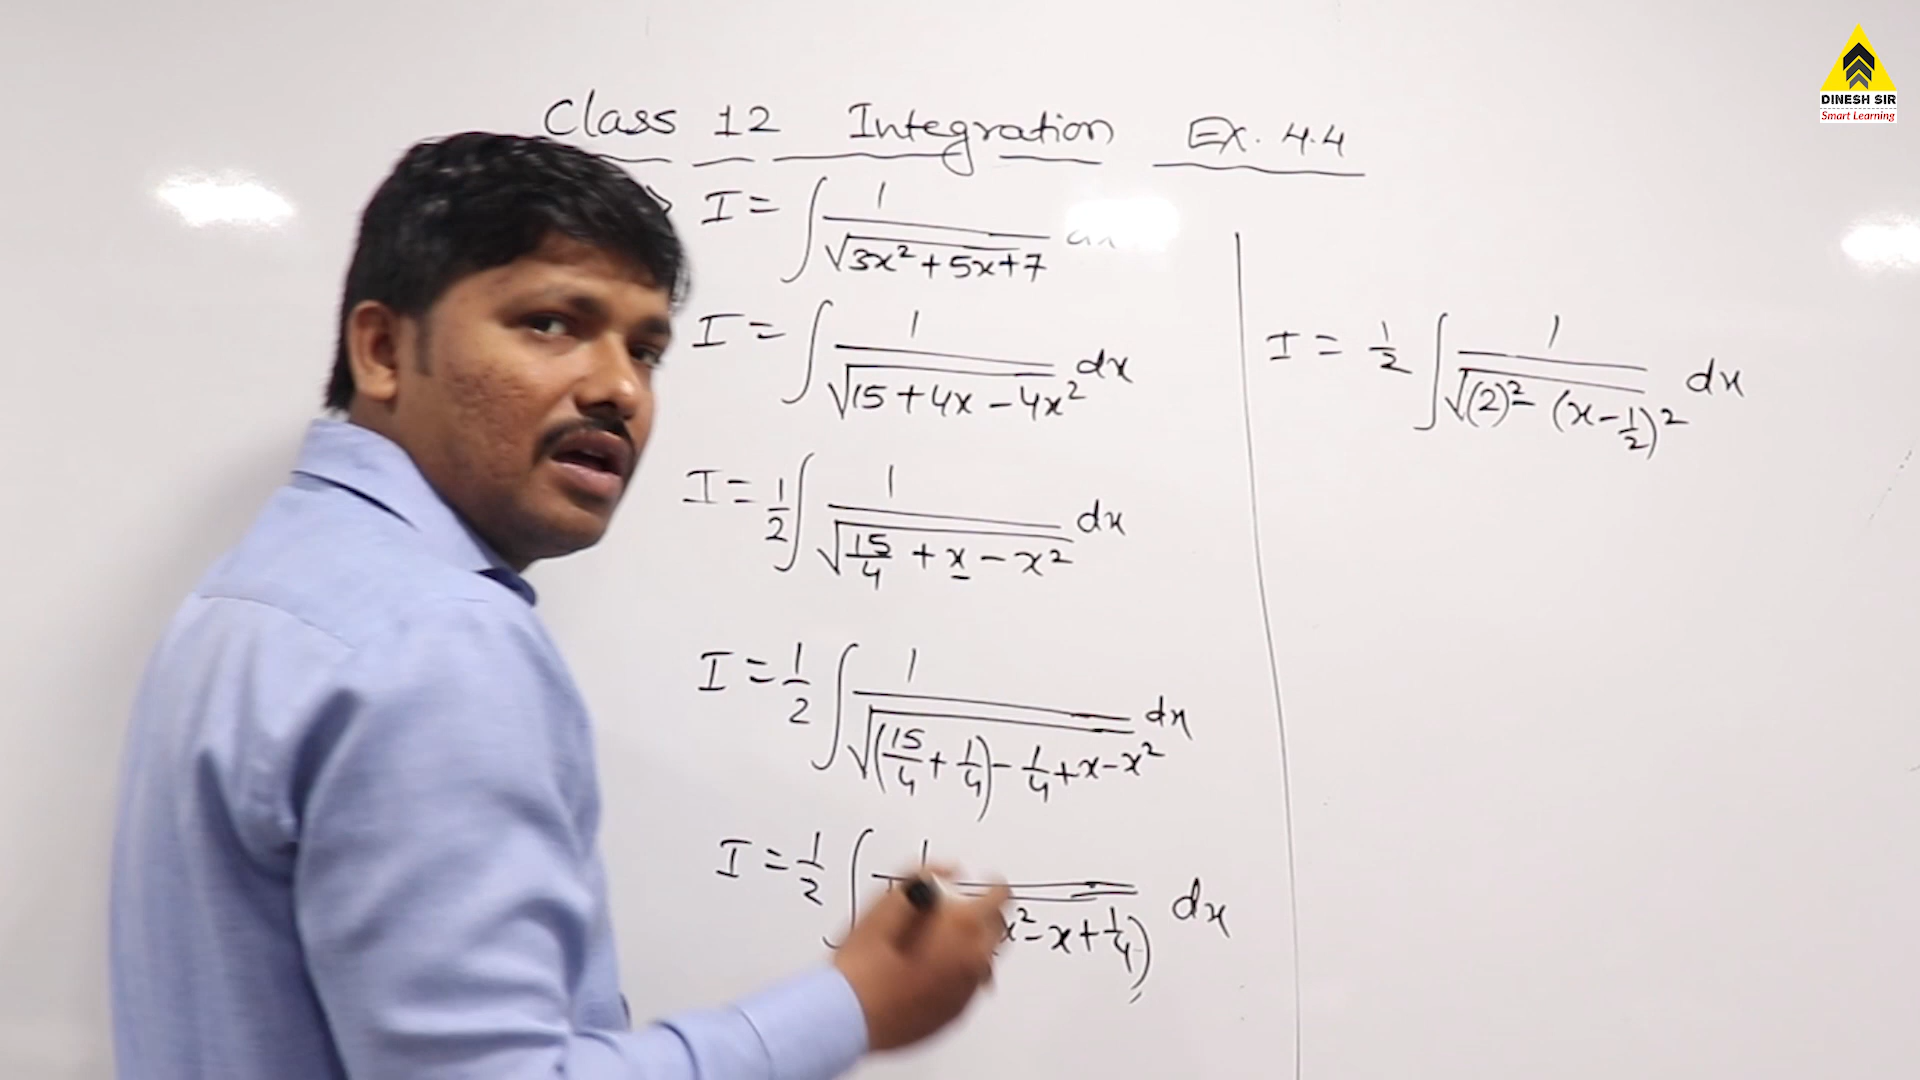 Class 12 Integration Ex. 4.4
I = ∫ 1/√(3x² + 5x + 7)
I = ∫ 1/√(15 + 4x - 4x²) dx
I = 1/2 ∫ 1/√(15/4 + x - x²) dx
I = 1/2 ∫ 1/√((15/4 + 1/4) - 1/4 + x - x²) dx
I = 1/2 ∫ x² - x + 1/4) dx
I = 1/2 ∫ 1/√((2)² - (x - 1/2)²) dx
DINESH SIR
Smart Learning